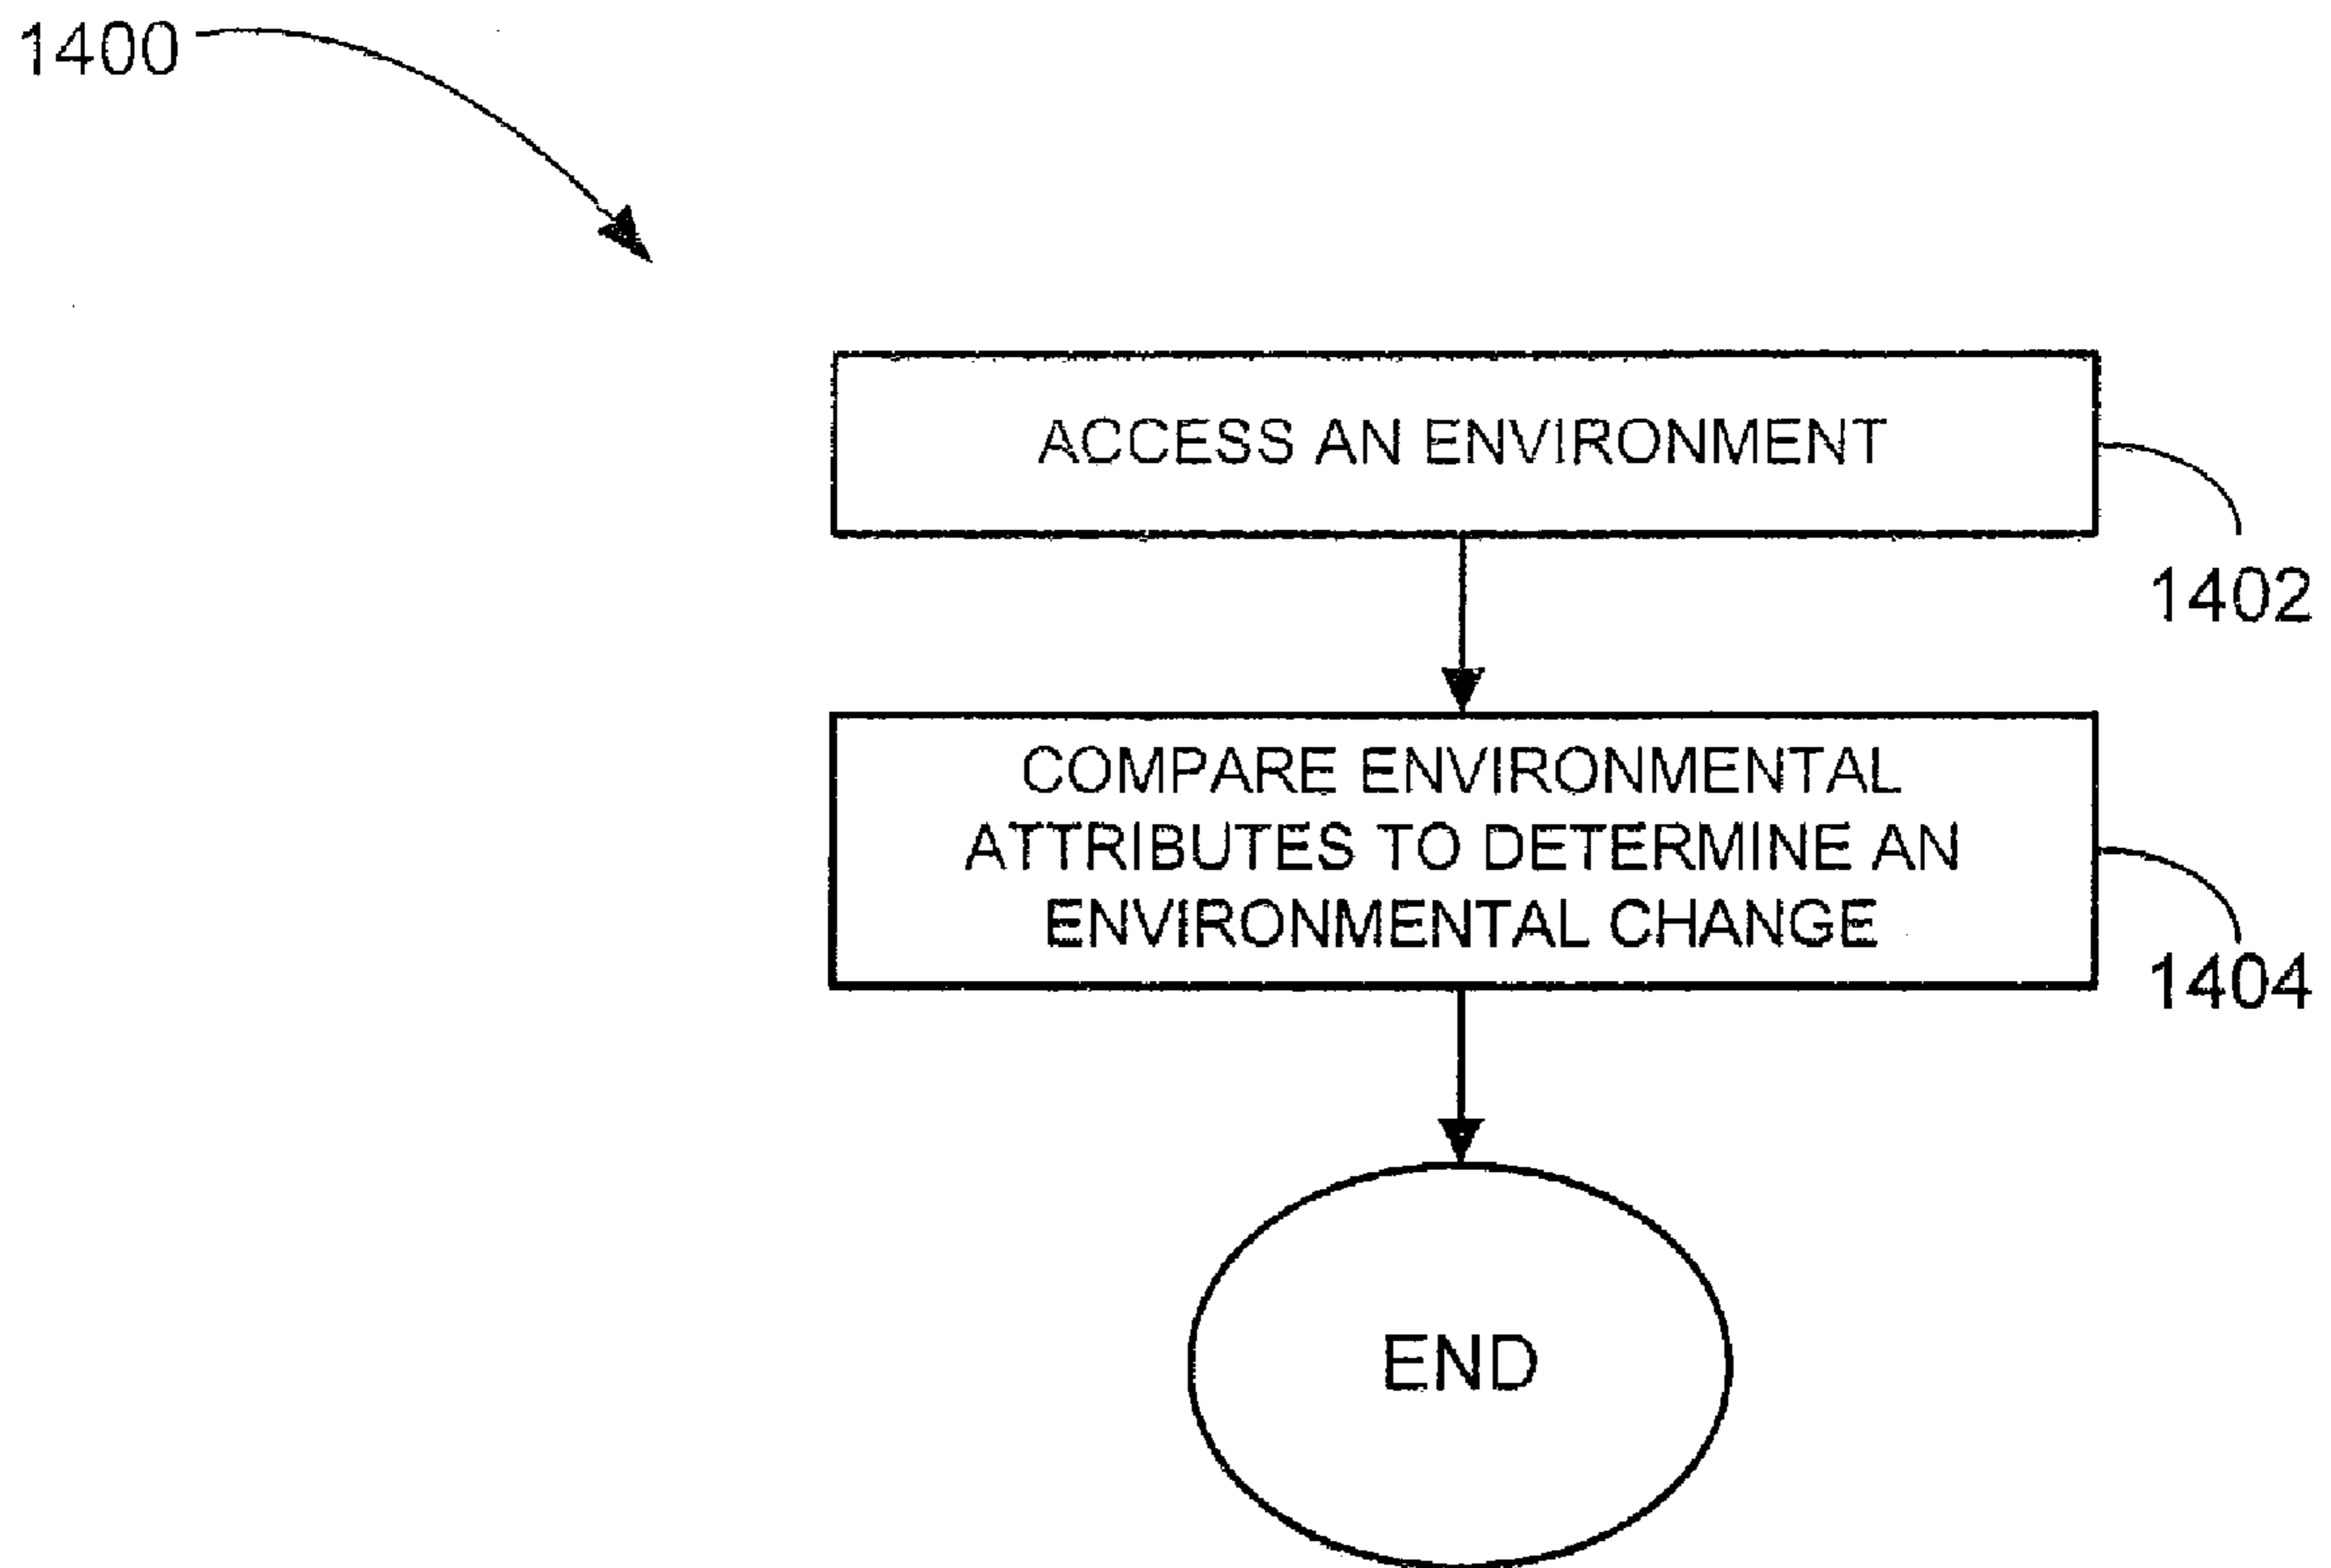 1400
ACCESS AN ENVIRONMENT
1402
COMPARE ENVIRONMENTAL
ATTRIBUTES TO DETERMINE AN
ENVIRONMENTAL CHANGE
1404
END